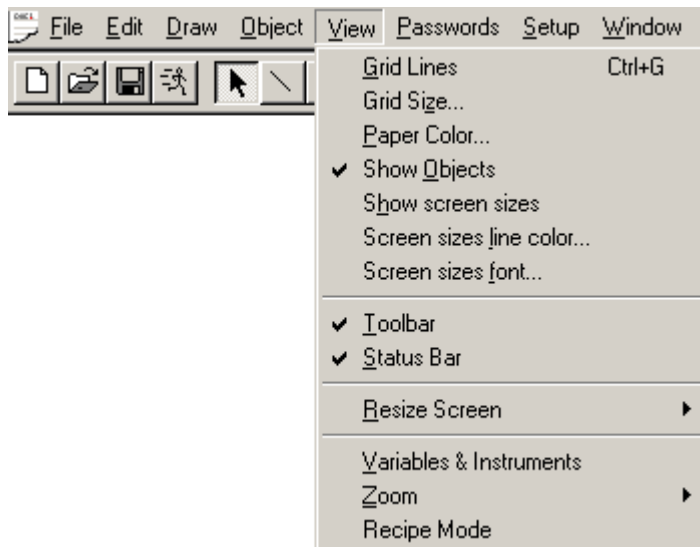 File Edit Draw Object View Passwords Setup Window
Grid Lines Ctrl+G
Grid Size...
Paper Color...
Show Objects
Show screen sizes
Screen sizes line color...
Screen sizes font...
Toolbar
Status Bar
Resize Screen
Variables & Instruments
Zoom
Recipe Mode